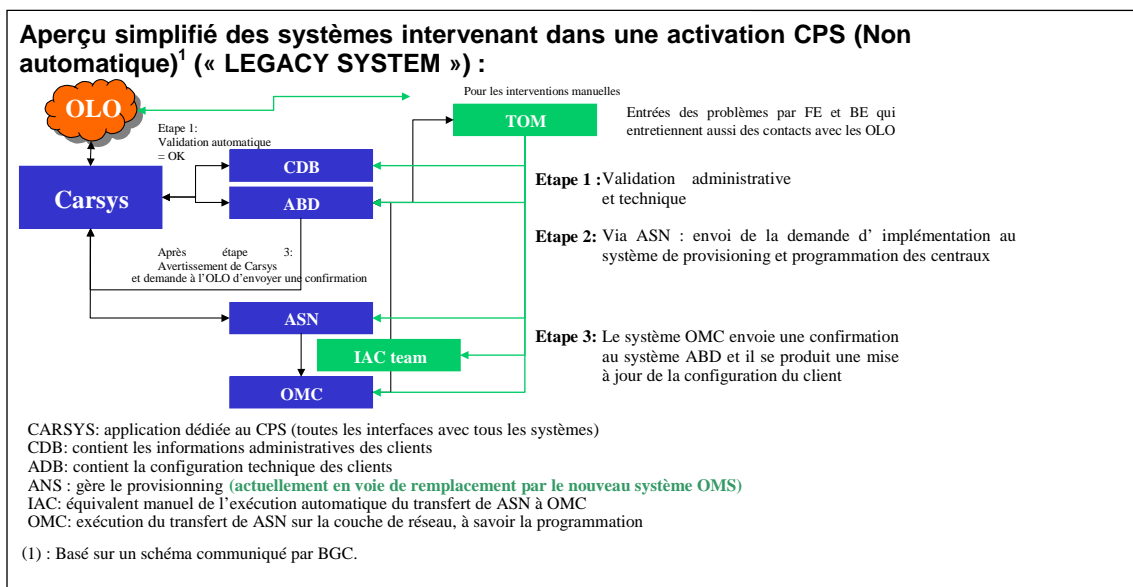 Aperçu simplifié des systèmes intervenant dans une activation CPS (Non
automatique)1 (« LEGACY SYSTEM ») :
OLO
Pour les interventions manuelles
TOM
Entrées des problèmes par FE et BE qui
entretiennent aussi des contacts avec les OLO
Etape 1:
Validation automatique
= OK
Carsys
CDB
ABD
Etape 1 : Validation administrative
et technique
Etape 2: Via ASN : envoi de la demande d' implémentation au
système de provisioning et programmation des centraux
Après étape 3:
Avertissement de Carsys
et demande à l'OLO d'envoyer une confirmation
ASN
IAC team
OMC
Etape 3: Le système OMC envoie une confirmation
au système ABD et il se produit une mise
à jour de la configuration du client
CARSYS: application dédiée au CPS (toutes les interfaces avec tous les systèmes)
CDB: contient les informations administratives des clients
ADB: contient la configuration technique des clients
ANS : gère le provisionning (actuellement en voie de remplacement par le nouveau système OMS)
IAC: équivalent manuel de l'exécution automatique du transfert de ASN à OMC
OMC: exécution du transfert de ASN sur la couche de réseau, à savoir la programmation
(1) : Basé sur un schéma communiqué par BGC.